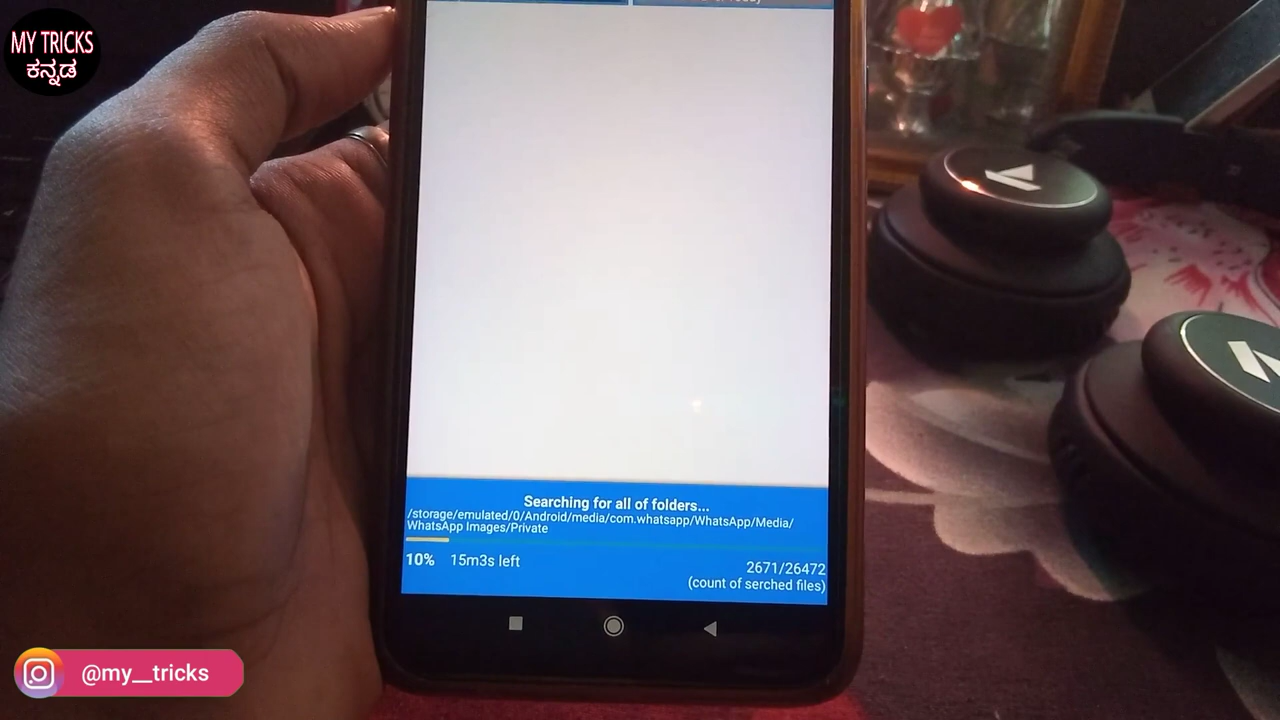 MY TRICKS
ಕನ್ನಡ
Searching for all of folders...
/storage/emulated/0/Android/media/com.whatsapp/WhatsApp/Media/
WhatsApp Images/Private
10% 15m3s left
2671/26472
(count of serched files)
@my__tricks